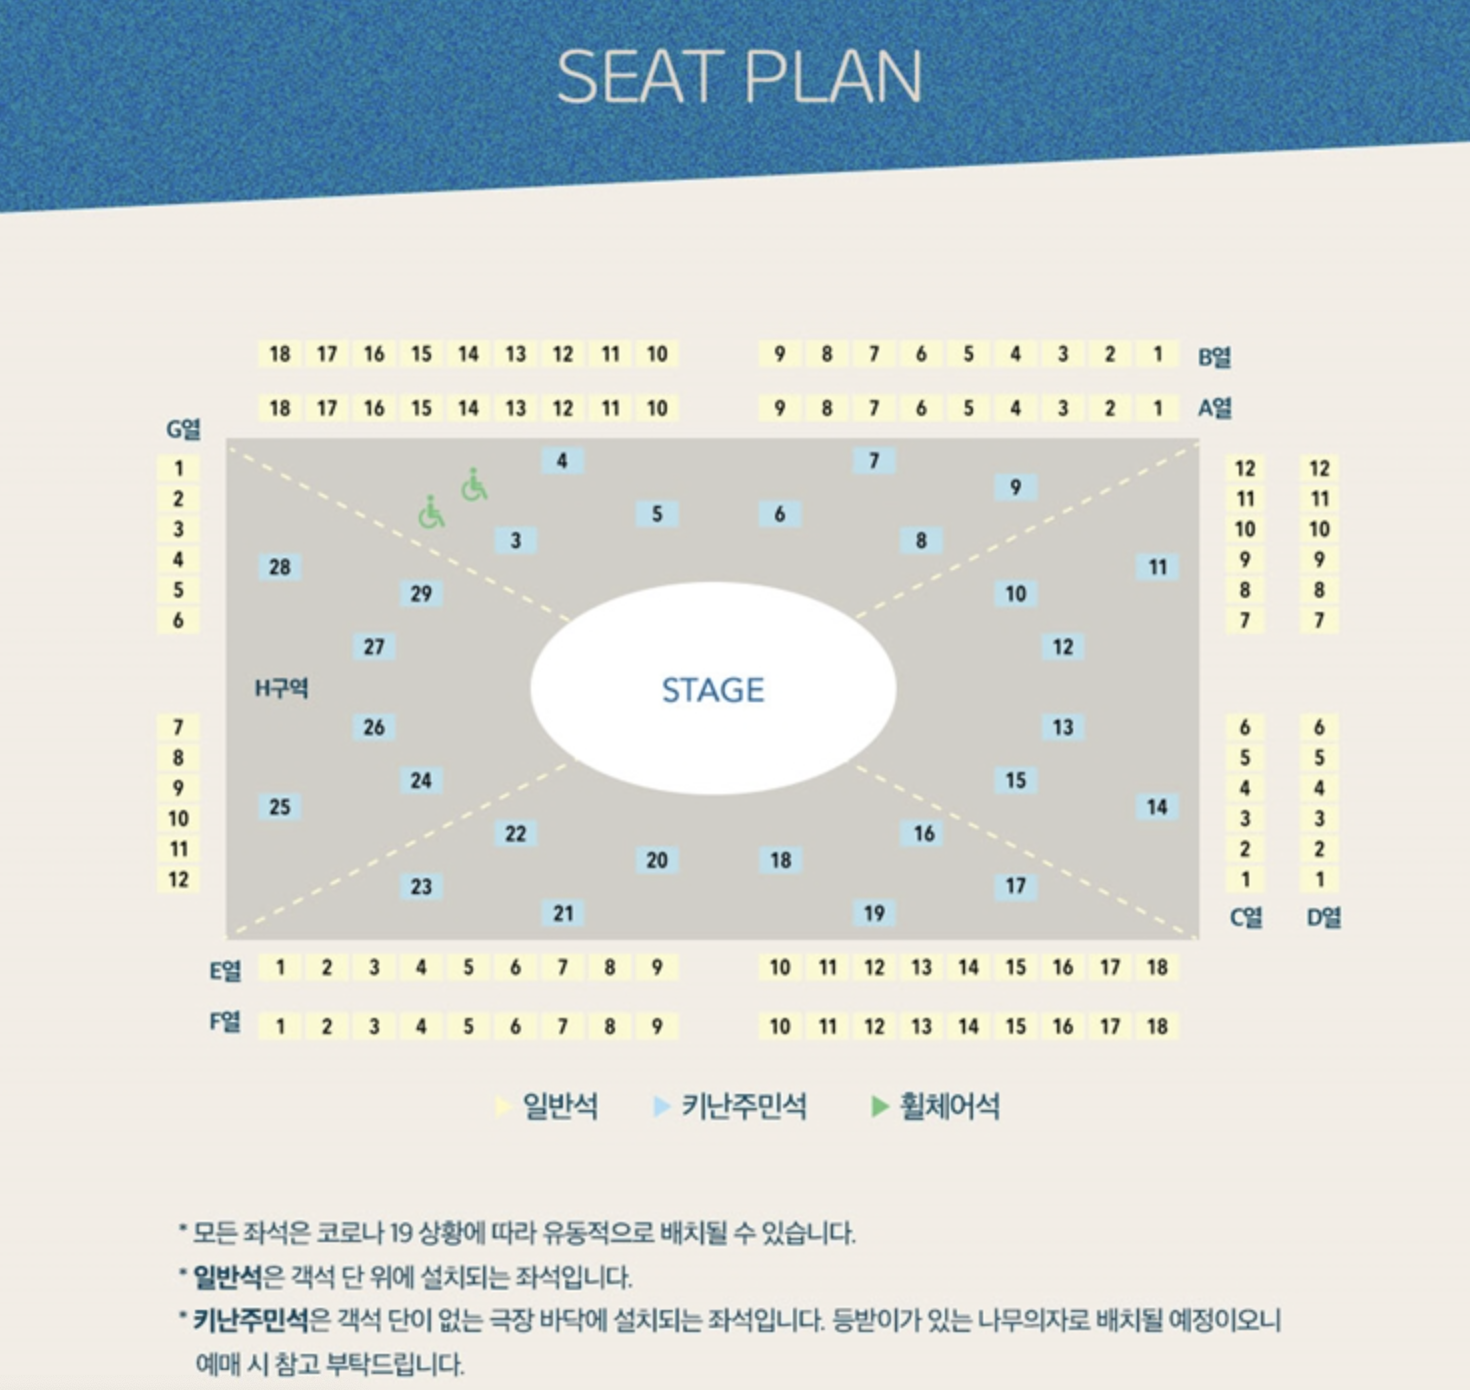 SEAT PLAN
18 17 16 15 14 13 12 11 10 9 8 7 6 5 4 3 2 1 B열
18 17 16 15 14 13 12 11 10 9 8 7 6 5 4 3 2 1 A열
G열
1
2
3
4
5
6
7
8
9
10
11
12
4 7
9
5 6
3 8
28 11
29 10
27 12
H구역 STAGE
26 13
24 15
25 14
22 16
20 18
23 17
21 19
12 12
11 11
10 10
9 9
8 8
7 7
6 6
5 5
4 4
3 3
2 2
1 1
C열 D열
E열 1 2 3 4 5 6 7 8 9 10 11 12 13 14 15 16 17 18
F열 1 2 3 4 5 6 7 8 9 10 11 12 13 14 15 16 17 18
일반석 키난주민석 휠체어석
* 모든 좌석은 코로나 19 상황에 따라 유동적으로 배치될 수 있습니다.
* 일반석은 객석 단 위에 설치되는 좌석입니다.
* 키난주민석은 객석 단이 없는 극장 바닥에 설치되는 좌석입니다. 등받이가 있는 나무의자로 배치될 예정이오니
예매 시 참고 부탁드립니다.